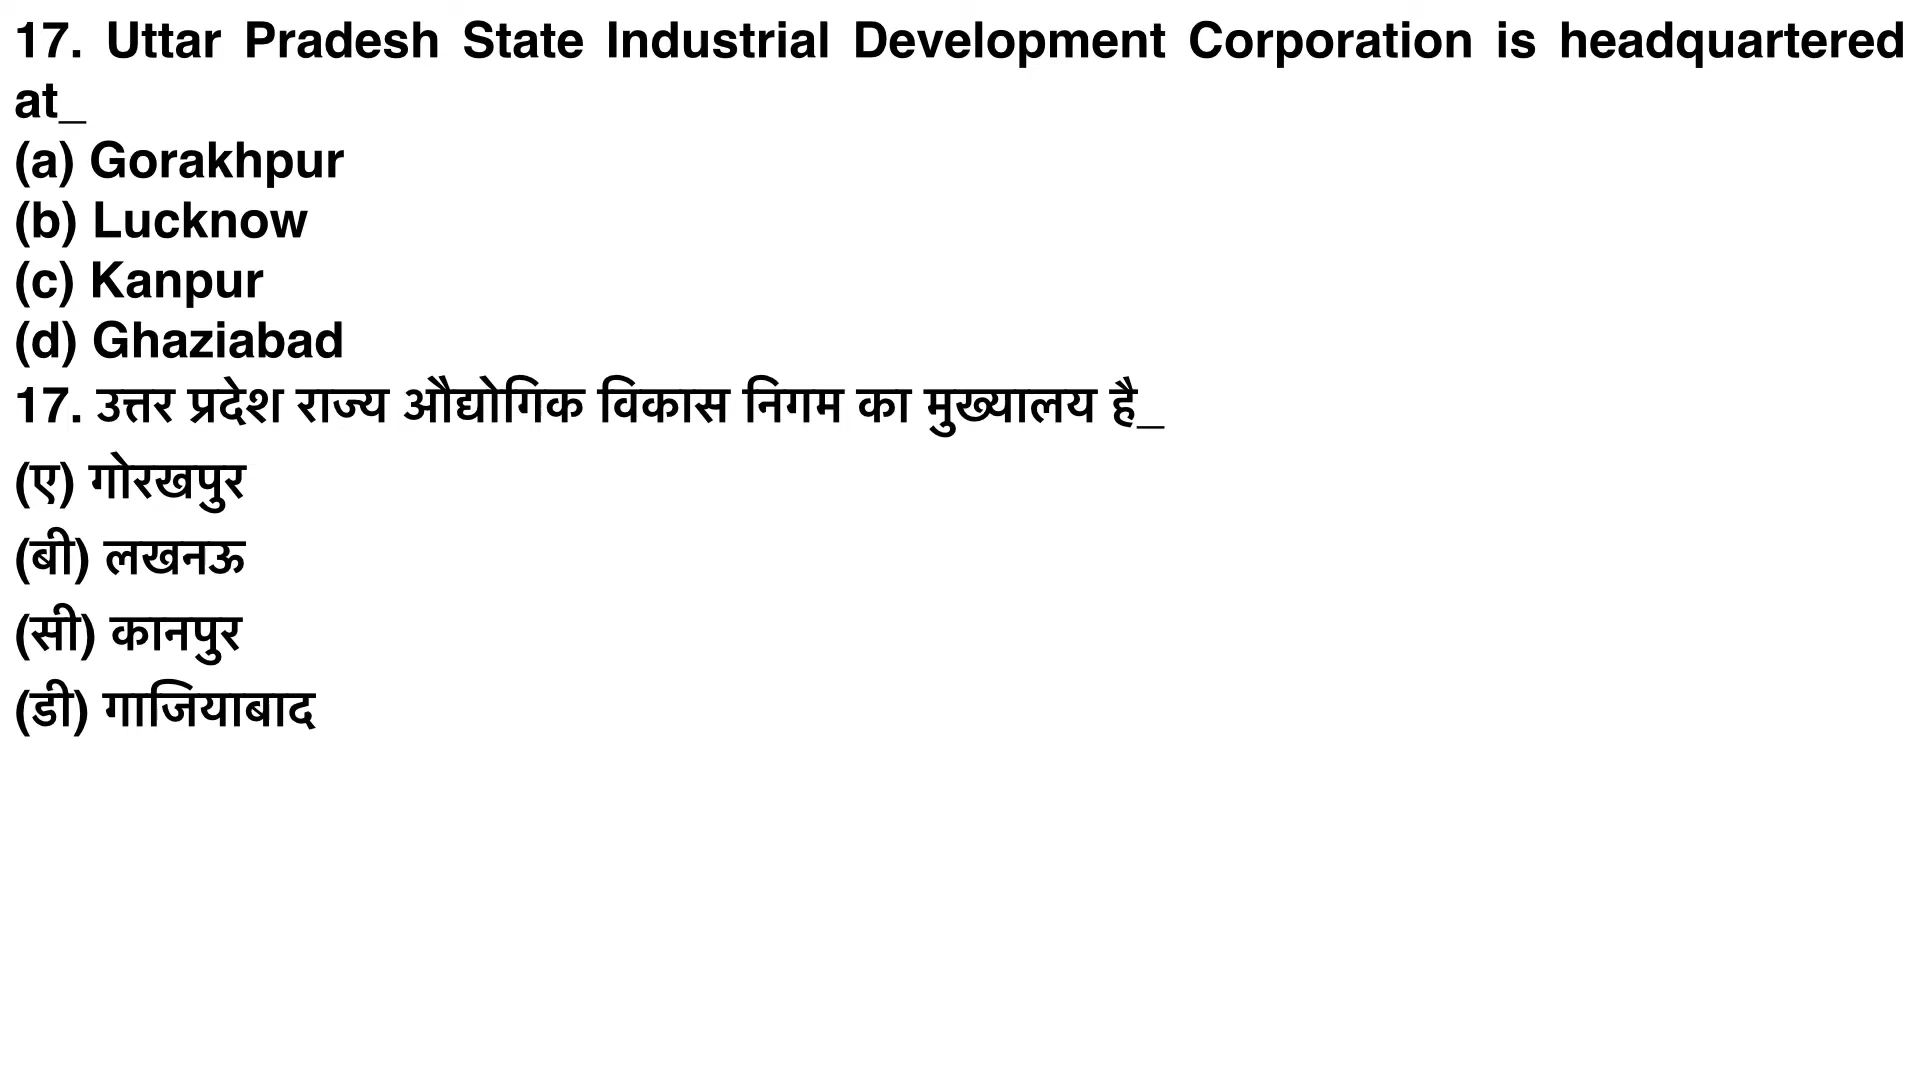 17. Uttar Pradesh State Industrial Development Corporation is headquartered
at_
(a) Gorakhpur
(b) Lucknow
(c) Kanpur
(d) Ghaziabad
17. उत्तर प्रदेश राज्य औद्योगिक विकास निगम का मुख्यालय है_
(ए) गोरखपुर
(बी) लखनऊ
(सी) कानपुर
(डी) गाजियाबाद